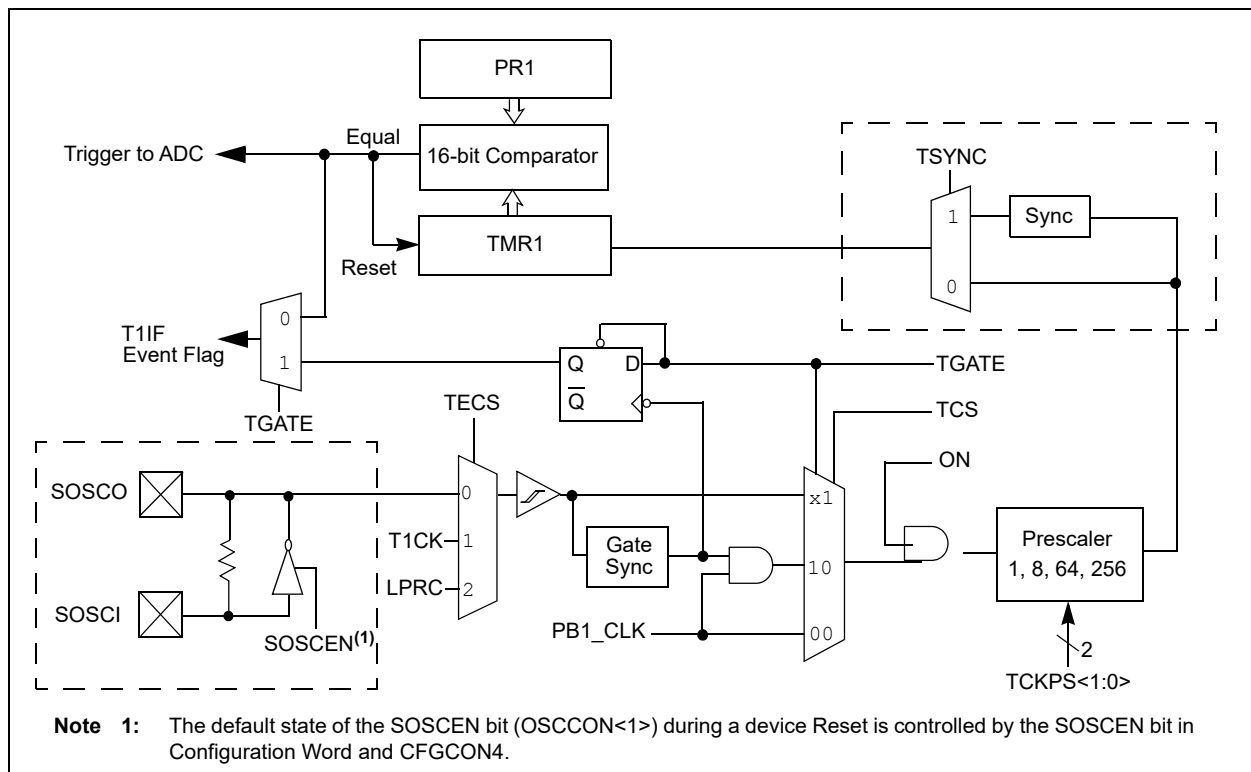 PR1
Equal
Trigger to ADC
16-bit Comparator
TSYNC
1
Sync
TMR1
Reset
0
0
T1IF
Event Flag
1
Q
D
TGATE
Q
TGATE
TECS
TCS
ON
SOSCO
0
x1
T1CK
1
Gate
Sync
Prescaler
1, 8, 64, 256
10
LPRC
2
SOSCI
PB1_CLK
00
SOSCEN(1)
2
TCKPS<1:0>
Note 1: The default state of the SOSCEN bit (OSCCON<1>) during a device Reset is controlled by the SOSCEN bit in
Configuration Word and CFGCON4.